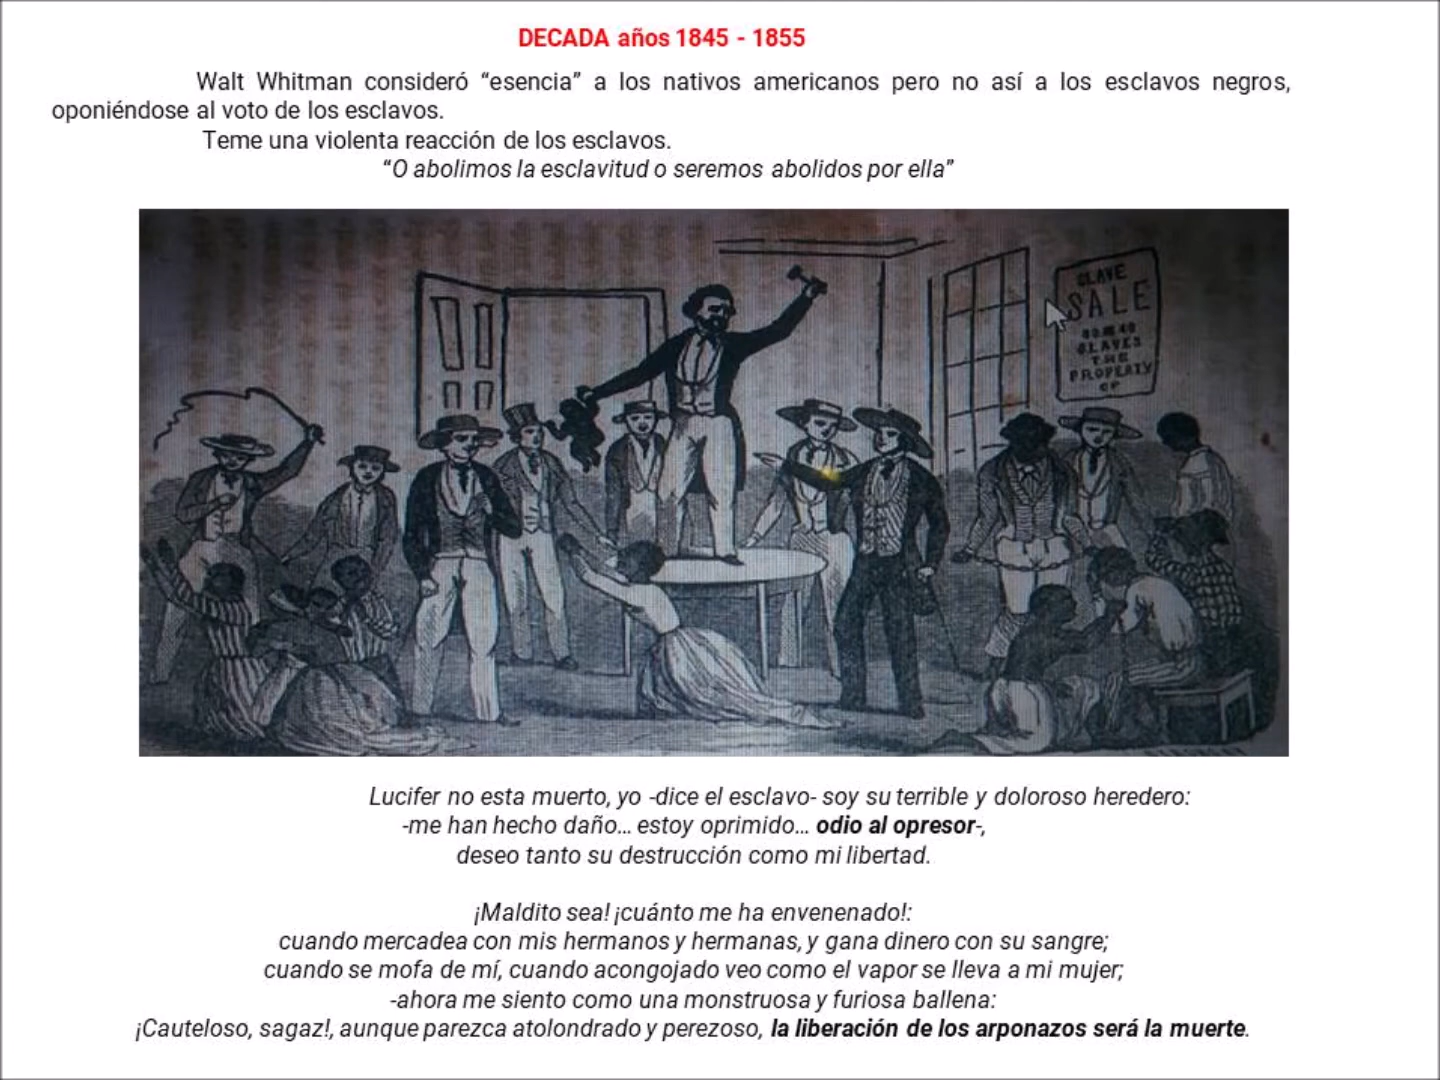 DECADA años 1845 - 1855
Walt Whitman consideró “esencia” a los nativos americanos pero no así a los esclavos negros,
oponiéndose al voto de los esclavos.
Teme una violenta reacción de los esclavos.
“O abolimos la esclavitud o seremos abolidos por ella”
SLAVE
SALE
SLAVES
THE
PROPERTY
OF
Lucifer no esta muerto, yo -dice el esclavo- soy su terrible y doloroso heredero:
-me han hecho daño... estoy oprimido... odio al opresor-,
deseo tanto su destrucción como mi libertad.
¡Maldito sea! ¡cuánto me ha envenenado!:
cuando mercadea con mis hermanos y hermanas, y gana dinero con su sangre;
cuando se mofa de mí, cuando acongojado veo como el vapor se lleva a mi mujer;
-ahora me siento como una monstruosa y furiosa ballena:
¡Cauteloso, sagaz!, aunque parezca atolondrado y perezoso, la liberación de los arponazos será la muerte.